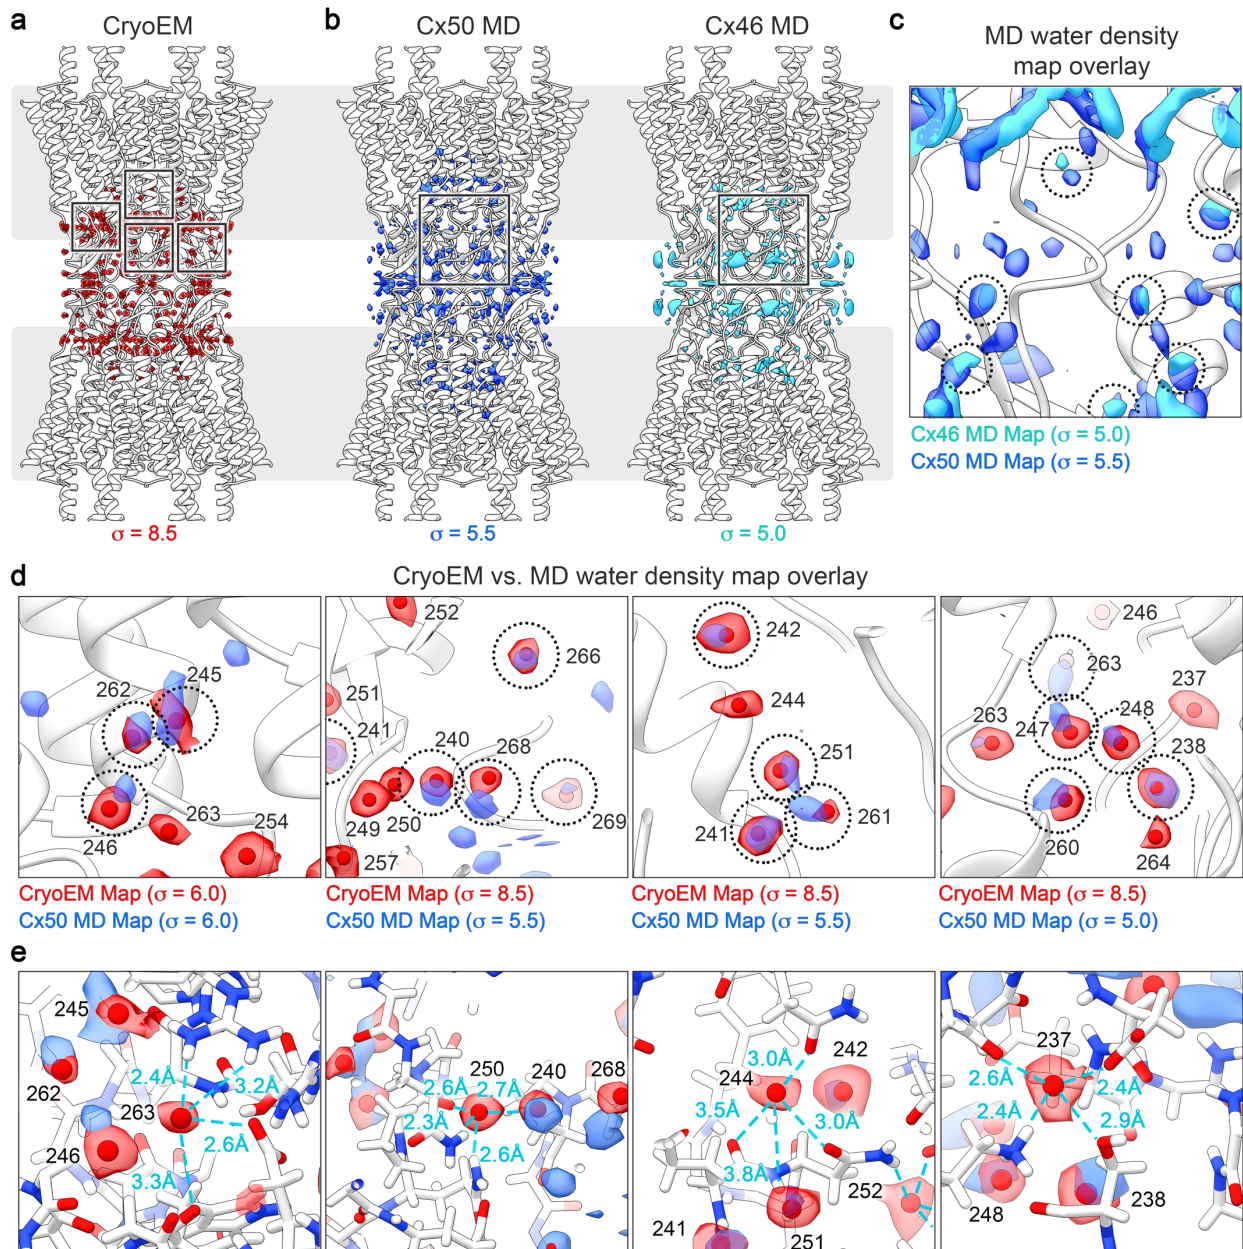 a
CryoEM
b
Cx50 MD
Cx46 MD
c
MD water density
map overlay
σ = 8.5
σ = 5.5
σ = 5.0
Cx46 MD Map (σ = 5.0)
Cx50 MD Map (σ = 5.5)
d
CryoEM vs. MD water density map overlay
245
262
263
254
246
252
266
251
241
240
268
249
250
269
257
242
244
251
241
261
246
263
237
263
247
248
238
260
264
CryoEM Map (σ = 6.0)
Cx50 MD Map (σ = 6.0)
CryoEM Map (σ = 8.5)
Cx50 MD Map (σ = 5.5)
CryoEM Map (σ = 8.5)
Cx50 MD Map (σ = 5.5)
CryoEM Map (σ = 8.5)
Cx50 MD Map (σ = 5.0)
e
245
2.4Å
3.2Å
262
263
2.6Å
246
3.3Å
250
240
268
2.6Å
2.7Å
2.3Å
2.6Å
3.0Å
242
244
3.5Å
3.0Å
3.8Å
252
241
251
237
2.6Å
2.4Å
2.4Å
2.9Å
248
238